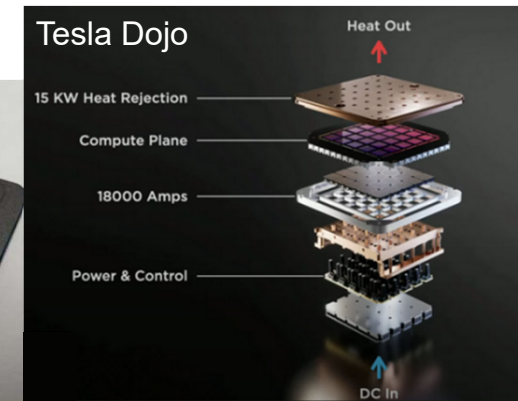 Tesla Dojo
Heat Out
15 KW Heat Rejection
Compute Plane
18000 Amps
Power & Control
DC In